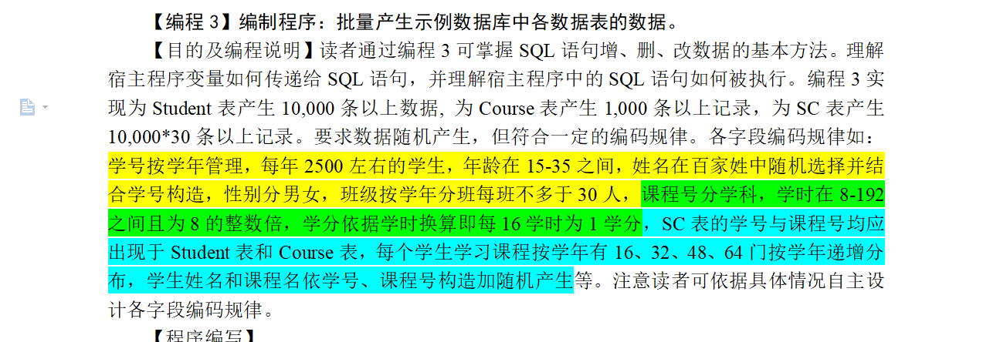 【编程 3】编制程序：批量产生示例数据库中各数据表的数据。
【目的及编程说明】读者通过编程 3 可掌握 SQL 语句增、删、改数据的基本方法。理解
宿主程序变量如何传递给 SQL 语句，并理解宿主程序中的 SQL 语句如何被执行。编程 3 实
现为 Student 表产生 10,000 条以上数据, 为 Course 表产生 1,000 条以上记录，为 SC 表产生
10,000*30 条以上记录。要求数据随机产生，但符合一定的编码规律。各字段编码规律如：
学号按学年管理，每年 2500 左右的学生，年龄在 15-35 之间，姓名在百家姓中随机选择并结
合学号构造，性别分男女，班级按学年分班每班不多于 30 人，课程号分学科，学时在 8-192
之间且为 8 的整数倍，学分依据学时换算即每 16 学时为 1 学分，SC 表的学号与课程号均应
出现于 Student 表和 Course 表，每个学生学习课程按学年有 16、32、48、64 门按学年递增分
布，学生姓名和课程名依学号、课程号构造加随机产生等。注意读者可依据具体情况自主设
计各字段编码规律。
【程序编写】